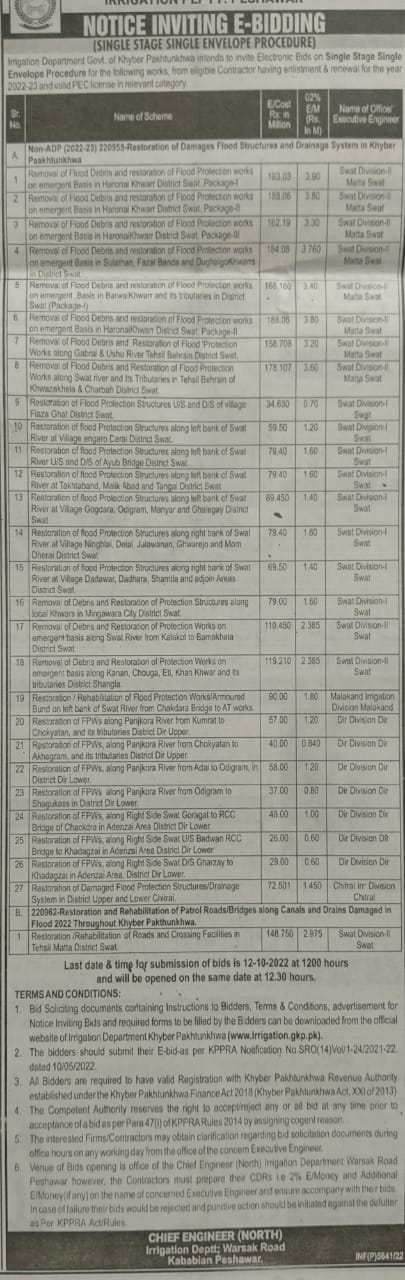 IRRIGATION DEPTT: PESHAWAR
NOTICE INVITING E-BIDDING
(SINGLE STAGE SINGLE ENVELOPE PROCEDURE)
Irrigation Department Govt. of Khyber Pakhtunkhwa intends to invite Electronic Bids on Single Stage Single
Envelope Procedure for the following works, from eligible Contractor having enlistment & renewal for the year
2022-23 and valid PEC license in relevant category
Sr. No. Name of Scheme E/Cost Rs: in Million @2% E/M (Rs. In M) Name of Office/ Executive Engineer
A. Non-ADP (2022-23) 220955-Restoration of Damages Flood Structures and Drainage System in Khyber
Paakhtunkhwa
1 Removal of Flood Debris and restoration of Flood Protection works 193.03 3.90 Swat Division-II
on emergent Basis in Haronai Khwarr District Swat. Package-I Matta Swat
2 Removal of Flood Debris and restoration of Flood Protection works 188.06 3.80 Swat Division-II
on emergent Basis in HaronaiKhwarr District Swat. Package-II Matta Swat
3 Removal of Flood Debris and restoration of Flood Protection works 162.19 3.30 Swat Division-II
on emergent Basis in HaronaiKhwarr District Swat. Package-II Matta Swat
4 Removal of Flood Debris and restoration of Flood Protection works 184.08 3.760 Swat Division-II
on emergent Basis in Sulathan, Fazal Banda and DughalgoKhwarrs Matta Swat
in District Swat.
5 Removal of Flood Debris and restoration of Flood Protection works 168.160 3.40 Swat Division-II
on emergent Basis in BarwaKhwarr and its tributaries in District Matta Swat
Swat (Package-I)
6 Removal of Flood Debris and restoration of Flood Protection works 188.06 3.80 Swat Division-II
on emergent Basis in HaronaiKhwarr District Swat. Package-II Matta Swat
7 Removal of Flood Debris and Restoration of Flood Protection 158.708 3.20 Swat Division-II
Works along Gabral & Ushu River Tehsil Behrain District Swat. Matta Swat
8 Removal of Flood Debris and Restoration of Flood Protection 178.107 3.60 Swat Division-II
Works along Swat river and Its Tributaries in Tehsil Behrain of Matta Swat
Khwazakhela & Charbah District Swat
9 Restoration of Flood Protection Structures U/S and D/S of village 34.630 0.70 Swat Division-I
Fiaza Ghat District Swat. Swat
10 Restoration of flood Protection Structures along left bank of Swat 59.50 1.20 Swat Division-I
River at Village engaro Derai District Swat. Swat
11 Restoration of flood Protection Structures along left bank of Swat 79.40 1.60 Swat Division-I
River U/S and D/S of Ayub Bridge District Swat Swat
12 Restoration of flood Protection Structures along left bank of Swat 79.40 1.60 Swat Division-I
River at Takhtaband, Malik Abad and Tangai District Swat Swat
13 Restoration of flood Protection Structures along left bank of Swat 69.450 1.40 Swat Division-I
River at Village Gogdara, Odigram, Manyar and Ghalegay District Swat
Swat
14 Restoration of flood Protection Structures along right bank of Swat 79.40 1.60 Swat Division-I
River at Village Ningblai, Delai, Jalawanan, Ghwarejo and Mom Swat
Dherai District Swat
15 Restoration of flood Protection Structures along right bank of Swat 69.50 1.40 Swat Division-I
River at Village Dadawar, Dadhara, Shamtle and adjoin Areas Swat
District Swat.
16 Removal of Debris and Restoration of Protection Structures along 79.00 1.60 Swat Division-I
local Khwars in Mingawara City District Swat. Swat
17 Removal of Debris and Restoration of Protection Works on 110.450 2.385 Swat Division-II
emergent basis along Swat River from Kalakot to Bamakhela Swat
District Swat
18 Removal of Debris and Restoration of Protection Works on 119.210 2.385 Swat Division-II
emergent basis along Kanan, Chouga, Eti, Khan Khwar and its Swat
tributaries District Shangla.
19 Restoration / Rehabilitation of Flood Protection Works/Armoured 90.00 1.80 Malakand Irrigation
Bund on left bank of Swat River from Chakdara Bridge to AT works. Division Malakand
20 Restoration of FPWs along Panjkora River from Kumrat to 57.00 1.20 Dir Division Dir
Chokyatan, and its tributaries District Dir Upper.
21 Restoration of FPWs, along Panjkora River from Chokyatan to 40.00 0.840 Dir Division Dir
Akhegram, and its tributaries District Dir Upper.
22 Restoration of FPWs, along Panjkora River from Adai to Odigram, In 58.00 1.20 Dir Division Dir
District Dir Lower.
23 Restoration of FPWs, along Panjkora River from Odigram to 37.00 0.80 Dir Division Dir
Shagukass in District Dir Lower.
24 Restoration of FPWs, along Right Side Swat Goragat to RCC 48.00 1.00 Dir Division Dir
Bridge of Chackdra in Adenzai Area District Dir Lower
25 Restoration of FPWs, along Right Side Swat U/S Badwan RCC 26.00 0.60 Dir Division Dir
Bridge to Khadagzai in Adenzai Area. District Dir Lower
26 Restoration of FPWs, along Right Side Swat D/S Gharzay to 29.00 0.60 Dir Division Dir
Khadagzai in Adenzai Area. District Dir Lower.
27 Restoration of Damaged Flood Protection Structures/Drainage 72.501 1.450 Chitral Irr: Division
System in District Upper and Lower Chitral. Chitral
B. 220962-Restoration and Rehabilitation of Patrol Roads/Bridges along Canals and Drains Damaged in
Flood 2022 Throughout Khyber Pakthunkhwa.
1 Restoration /Rehabilitation of Roads and Crossing Facilities in 148.750 2.975 Swat Division-II
Tehsil Matta District Swat. Swat
Last date & time for submission of bids is 12-10-2022 at 1200 hours
and will be opened on the same date at 12.30 hours.
TERMS AND CONDITIONS:
1. Bid Soliciting documents containing Instructions to Bidders, Terms & Conditions, advertisement for
Notice Inviting Bids and required forms to be filled by the Bidders can be downloaded from the official
website of Irrigation Department Khyber Pakhtunkhwa (www.Irrigation.gkp.pk).
2. The bidders should submit their E-bid-as per KPPRA Notification No.SRO(14)Vol/1-24/2021-22,
dated 10/05/2022.
3. All Bidders are required to have valid Registration with Khyber Pakhtunkhwa Revenue Authority
established under the Khyber Pakhtunkhwa Finance Act 2018 (Khyber Pakhtunkhwa Act, XXI of 2013)
4. The Competent Authority reserves the right to accept/reject any or all bid at any time prior to
acceptance of a bid as per Para 47(i) of KPPRA Rules 2014 by assigning cogent reason.
5. The interested Firms/Contractors may obtain clarification regarding bid solicitation documents during
office hours on any working day from the office of the concern Executive Engineer.
6. Venue of Bids opening is office of the Chief Engineer (North) Irrigation Department Warsak Road
Peshawar however, the Contractors must prepare their CDRs i.e 2% E/Money and Additional
E/Money(if any) on the name of concerned Executive Engineer and ensure accompany with their bids.
In case of failure their bids would be rejected and punitive action should be initiated against the defulter
as Per KPPRA Act/Rules.
CHIEF ENGINEER (NORTH)
Irrigation Deptt; Warsak Road
Kababian Peshawar.
INF(P)5641/22